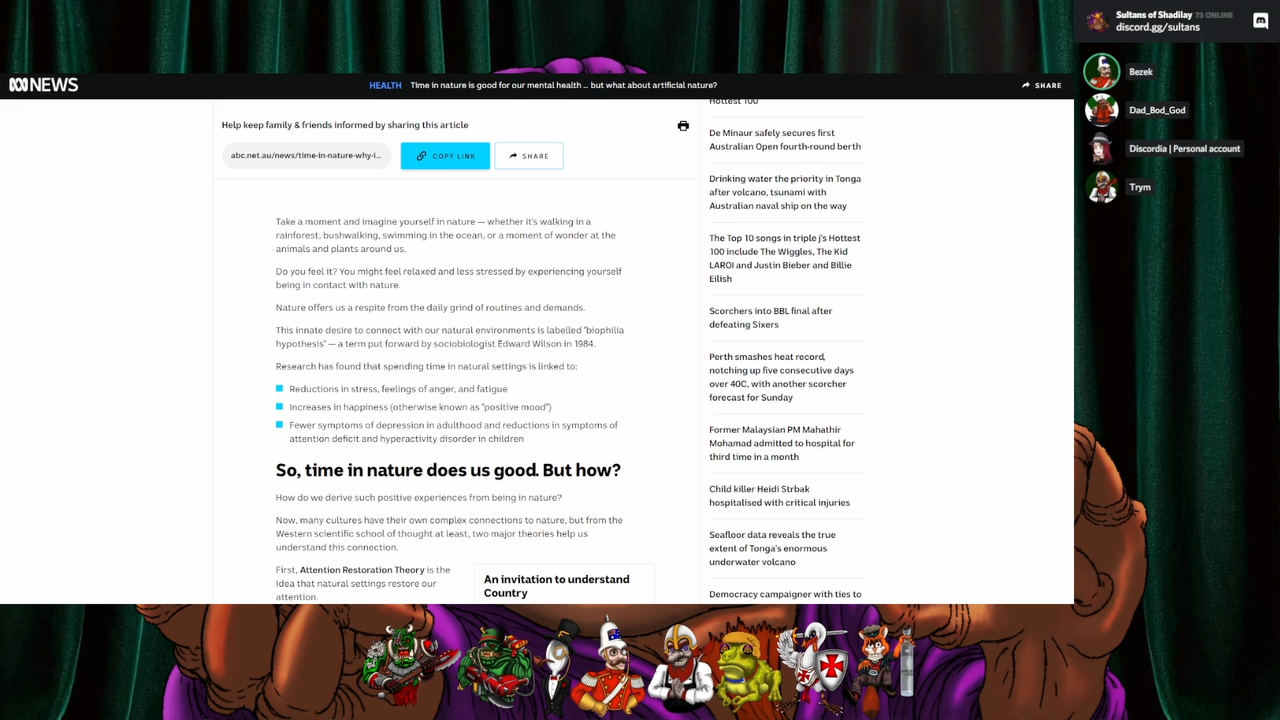 Sultans of Shadilay 73 ONLINE
discord.gg/sultans
NEWS
HEALTH Time in nature is good for our mental health ... but what about artificial nature?
SHARE
Bezek
Dad_Bod_God
Discordia | Personal account
Trym
Help keep family & friends informed by sharing this article
abc.net.au/news/time-in-nature-why-i...
COPY LINK
SHARE
Take a moment and imagine yourself in nature — whether it's walking in a
rainforest, bushwalking, swimming in the ocean, or a moment of wonder at the
animals and plants around us.
Do you feel it? You might feel relaxed and less stressed by experiencing yourself
being in contact with nature.
Nature offers us a respite from the daily grind of routines and demands.
This innate desire to connect with our natural environments is labelled "biophilia
hypothesis" — a term put forward by sociobiologist Edward Wilson in 1984.
Research has found that spending time in natural settings is linked to:
Reductions in stress, feelings of anger, and fatigue
Increases in happiness (otherwise known as "positive mood")
Fewer symptoms of depression in adulthood and reductions in symptoms of
attention deficit and hyperactivity disorder in children
So, time in nature does us good. But how?
How do we derive such positive experiences from being in nature?
Now, many cultures have their own complex connections to nature, but from the
Western scientific school of thought at least, two major theories help us
understand this connection.
First, Attention Restoration Theory is the
idea that natural settings restore our
attention.
An invitation to understand
Country
Hottest 100
De Minaur safely secures first
Australian Open fourth-round berth
Drinking water the priority in Tonga
after volcano, tsunami with
Australian naval ship on the way
The Top 10 songs in triple j's Hottest
100 include The Wiggles, The Kid
LAROI and Justin Bieber and Billie
Eilish
Scorchers into BBL final after
defeating Sixers
Perth smashes heat record,
notching up five consecutive days
over 40C, with another scorcher
forecast for Sunday
Former Malaysian PM Mahathir
Mohamad admitted to hospital for
third time in a month
Child killer Heidi Strbak
hospitalised with critical injuries
Seafloor data reveals the true
extent of Tonga's enormous
underwater volcano
Democracy campaigner with ties to